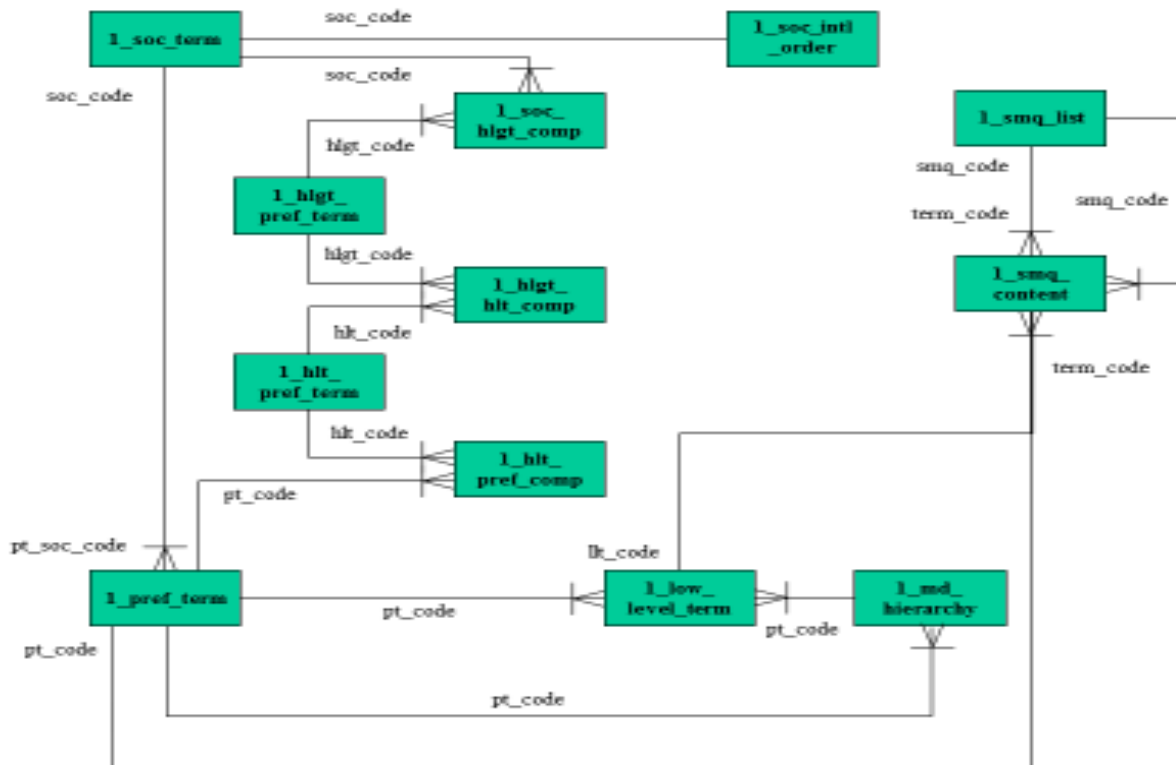 soc_code
1_soc_term
1_soc_intl
_order
soc_code
soc_code
1_soc_
hlgt_comp
1_smq_list
hlgt_code
smq_code
1_hlgt_
pref_term
smq_code
term_code
hlgt_code
1_hlgt_
hlt_comp
1_smq_
content
hlt_code
1_hlt_
pref_term
term_code
hlt_code
1_hlt_
pref_comp
pt_code
pt_soc_code
llt_code
1_pref_term
1_low_
level_term
1_md_
hierarchy
pt_code
pt_code
pt_code
pt_code